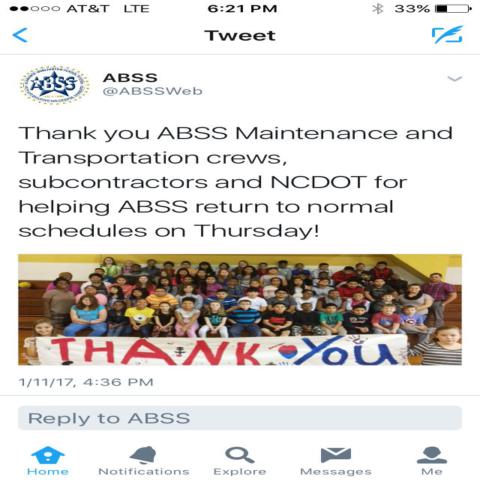 AT&T LTE 6:21 PM 33%
Tweet
ABSS
ABSS
@ABSSWeb
Thank you ABSS Maintenance and
Transportation crews,
subcontractors and NCDOT for
helping ABSS return to normal
schedules on Thursday!
THANK YOU
1/11/17, 4:36 PM
Reply to ABSS
Home Notifications Explore Messages Me